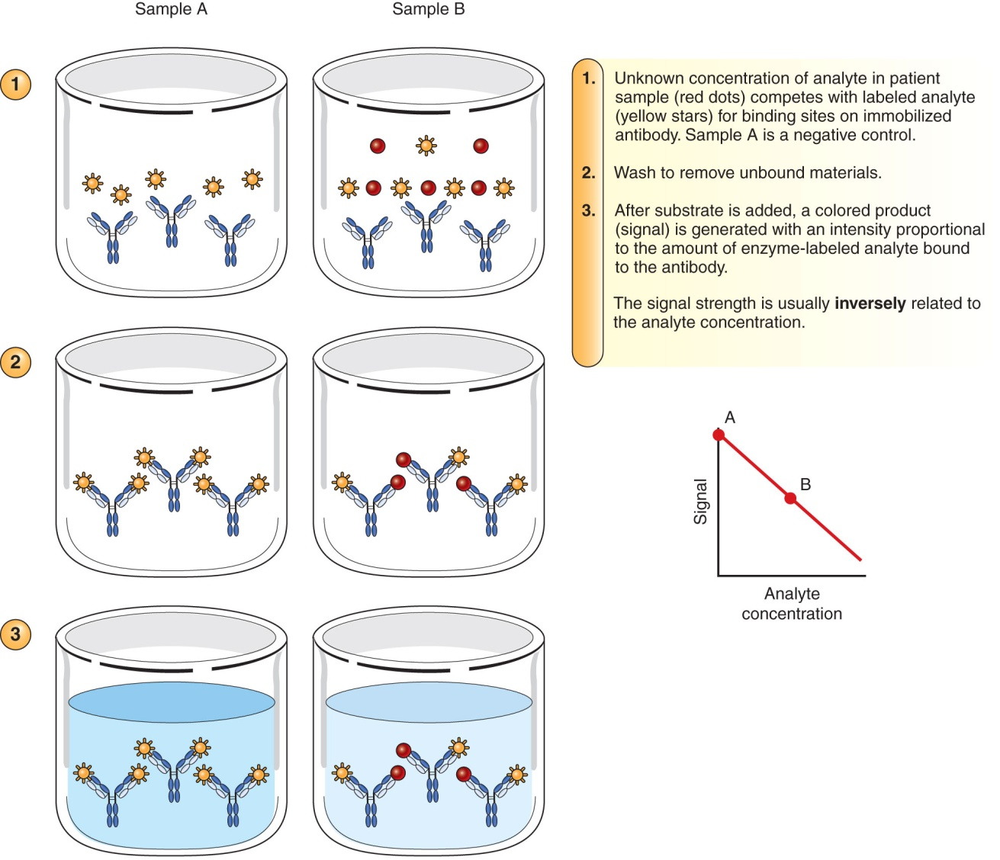 Sample A
Sample B
1
1. Unknown concentration of analyte in patient
sample (red dots) competes with labeled analyte
(yellow stars) for binding sites on immobilized
antibody. Sample A is a negative control.
2. Wash to remove unbound materials.
3. After substrate is added, a colored product
(signal) is generated with an intensity proportional
to the amount of enzyme-labeled analyte bound
to the antibody.
The signal strength is usually inversely related to
the analyte concentration.
2
A
B
Signal
Analyte
concentration
3